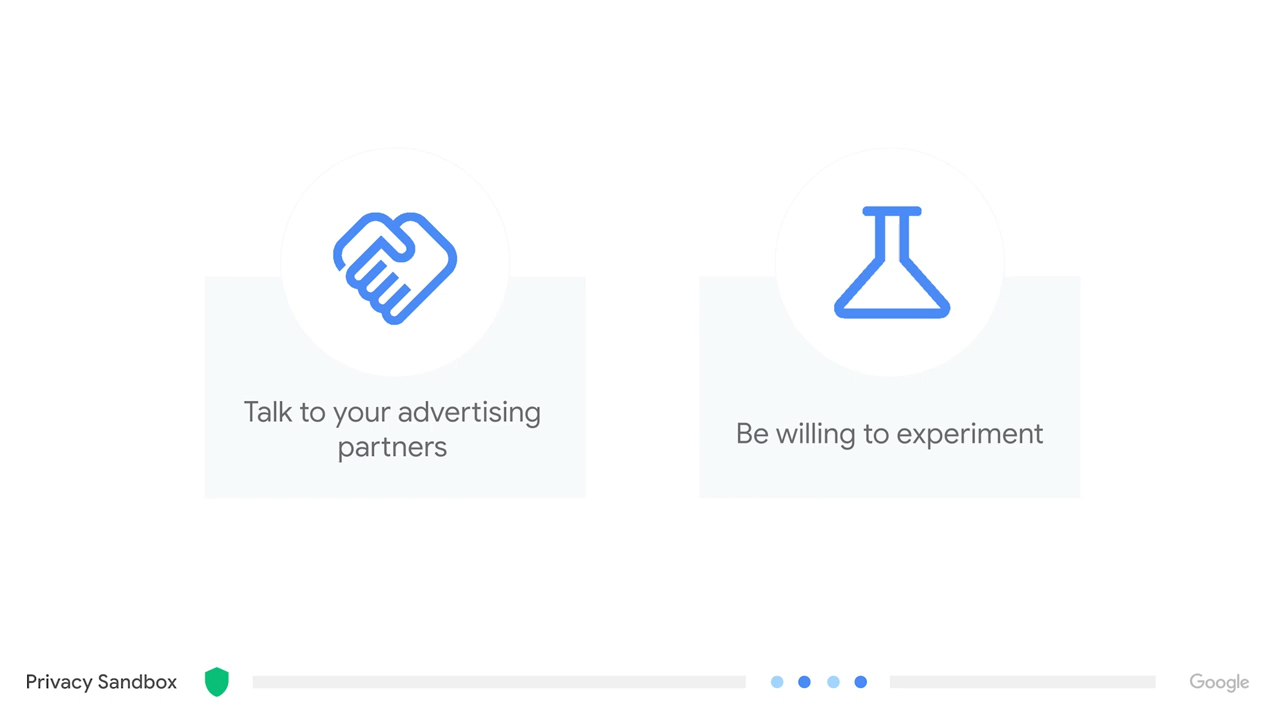 Talk to your advertising
partners
Be willing to experiment
Privacy Sandbox
Google